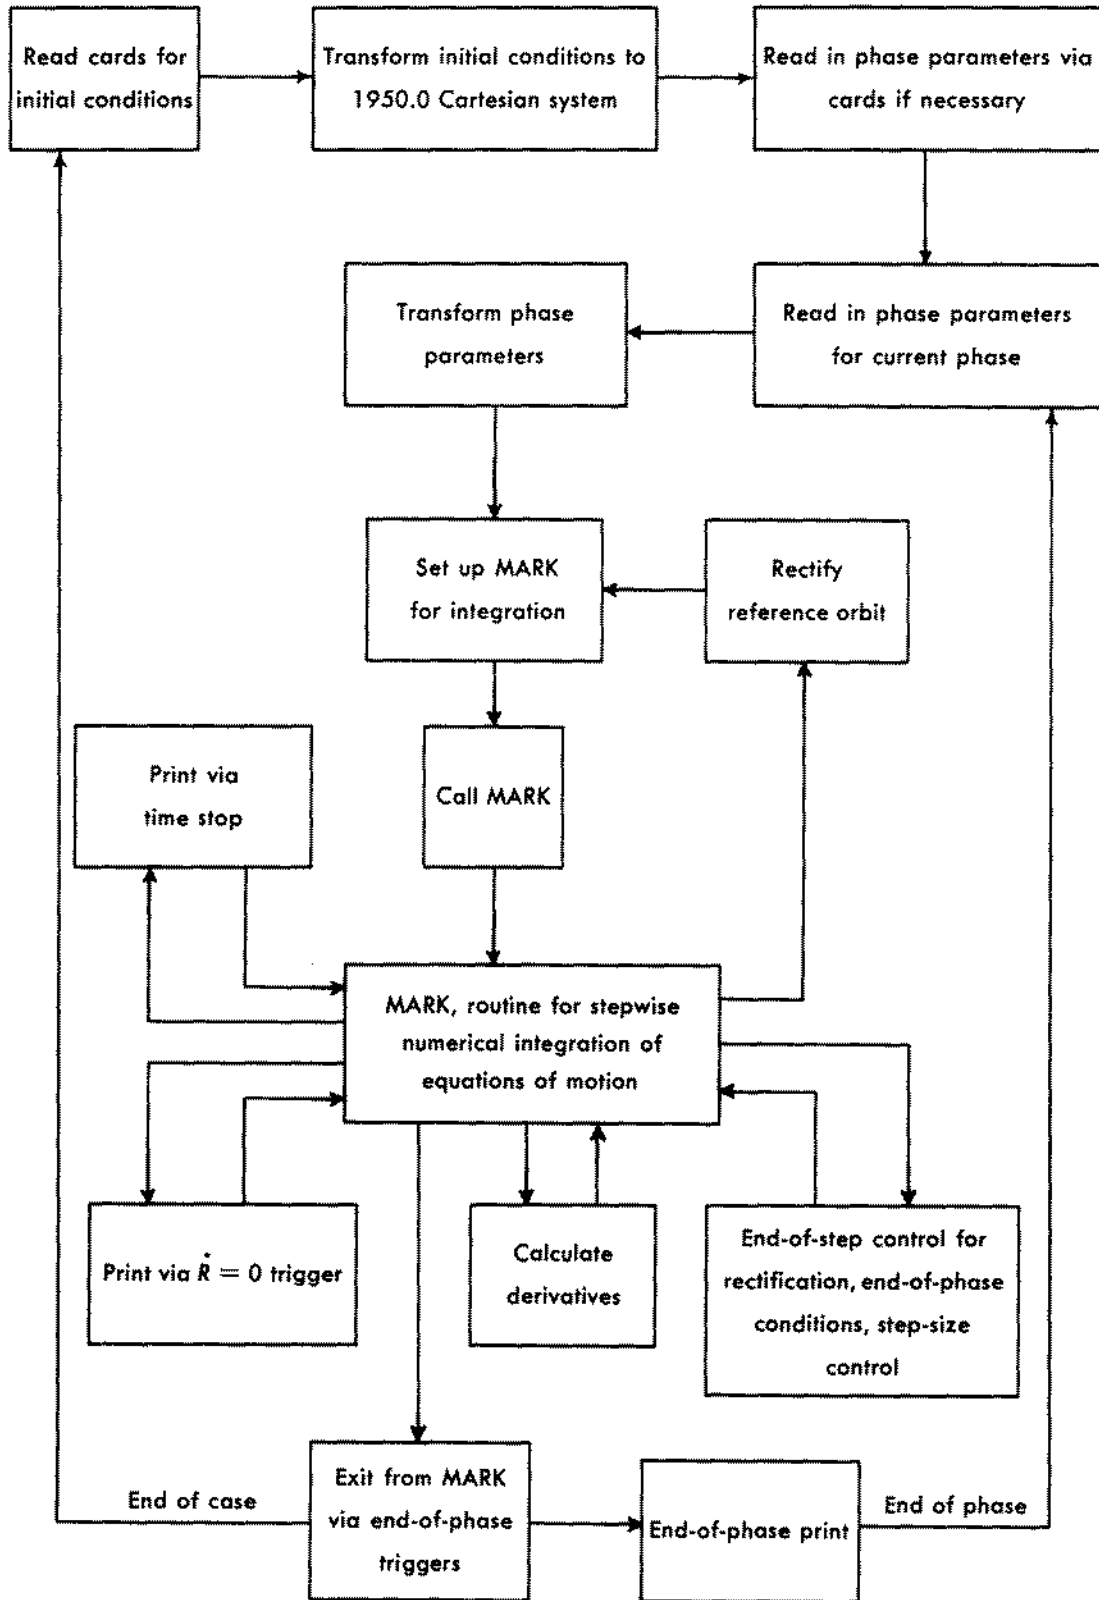 Read cards for
initial conditions
Transform initial conditions to
1950.0 Cartesian system
Read in phase parameters via
cards if necessary
Transform phase
parameters
Read in phase parameters
for current phase
Set up MARK
for integration
Rectify
reference orbit
Print via
time stop
Call MARK
MARK, routine for stepwise
numerical integration of
equations of motion
Print via Ṙ = 0 trigger
Calculate
derivatives
End-of-step control for
rectification, end-of-phase
conditions, step-size
control
End of case
Exit from MARK
via end-of-phase
triggers
End-of-phase print
End of phase